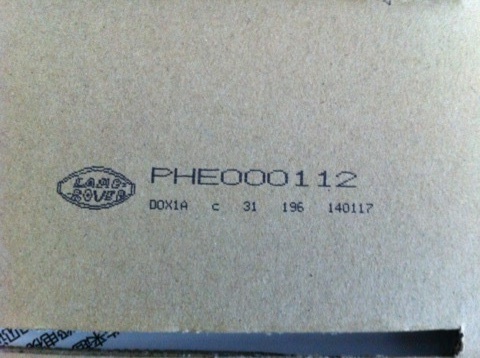 LAND-
ROVER
PHE000112
DOX1A c 31 196 140117